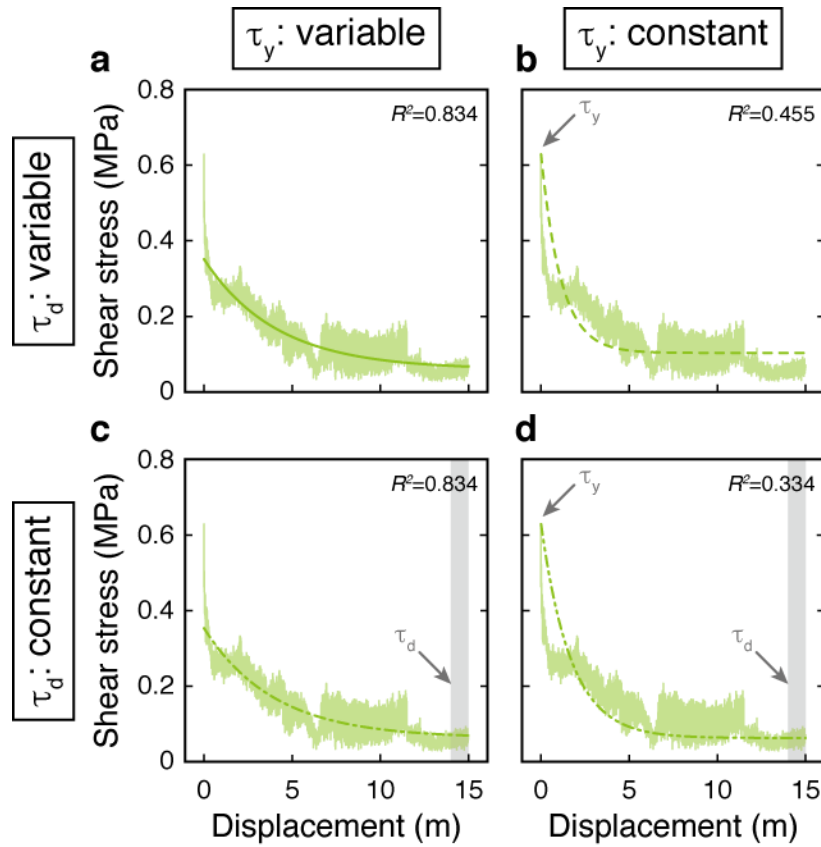 τy: variable
τy: constant
a
b
τd: variable
Shear stress (MPa)
0.8
0.6
0.4
0.2
0
R²=0.834
τy
R²=0.455
c
d
τd: constant
Shear stress (MPa)
0.8
0.6
0.4
0.2
0
R²=0.834
τd
τy
R²=0.334
τd
0
5
10
15
0
5
10
15
Displacement (m)
Displacement (m)